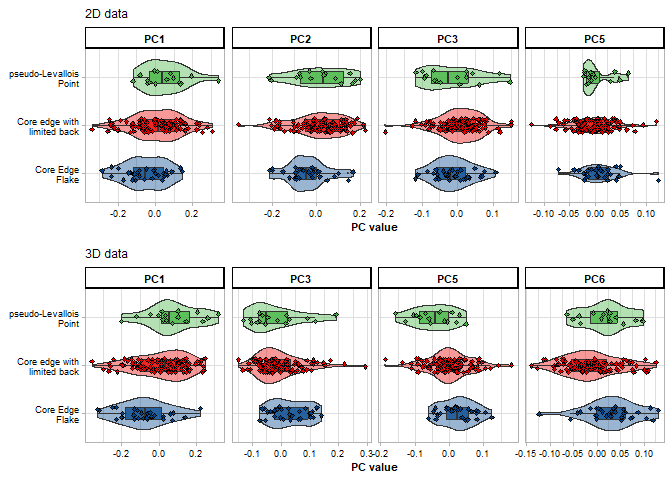 2D data
PC1 PC2 PC3 PC5
pseudo-Levallois
Point
Core edge with
limited back
Core Edge
Flake
-0.2 0.0 0.2 -0.2 -0.1 0.0 0.1 0.2 -0.2 -0.1 0.0 0.1 -0.10 -0.05 0.00 0.05 0.10
PC value
3D data
PC1 PC3 PC5 PC6
pseudo-Levallois
Point
Core edge with
limited back
Core Edge
Flake
-0.2 0.0 0.2 -0.1 0.0 0.1 0.2 0.3 -0.2 -0.1 0.0 0.1 -0.15 -0.10 -0.05 0.00 0.05 0.10
PC value